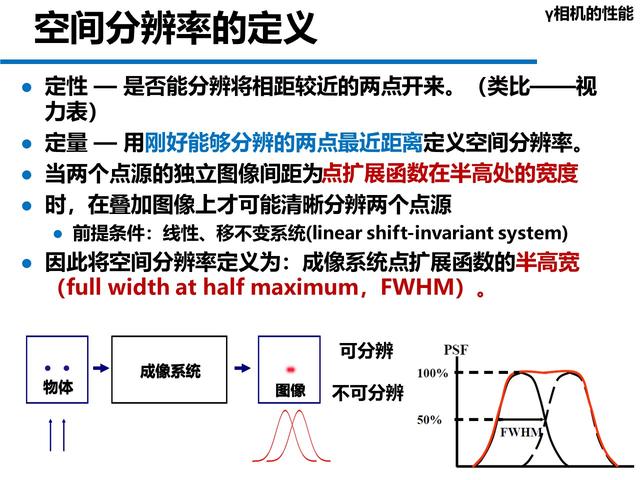 γ相机的性能
空间分辨率的定义
定性 — 是否能分辨将相距较近的两点开来。（类比——视
力表）
定量 — 用刚好能够分辨的两点最近距离定义空间分辨率。
当两个点源的独立图像间距为点扩展函数在半高处的宽度
时，在叠加图像上才可能清晰分辨两个点源
前提条件：线性、移不变系统(linear shift-invariant system)
因此将空间分辨率定义为：成像系统点扩展函数的半高宽
（full width at half maximum，FWHM）。
物体
成像系统
图像
可分辨
不可分辨
PSF
100%
50%
FWHM